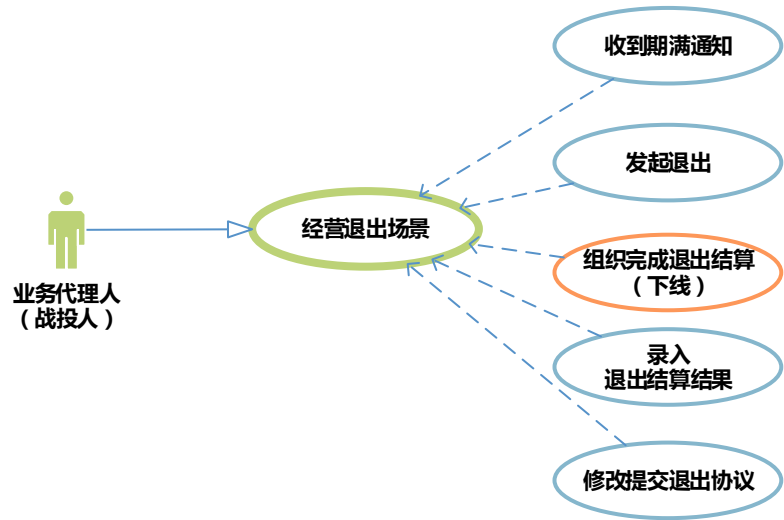 收到期满通知
发起退出
经营退出场景
组织完成退出结算
（下线）
业务代理人
（战投人）
录入
退出结算结果
修改提交退出协议